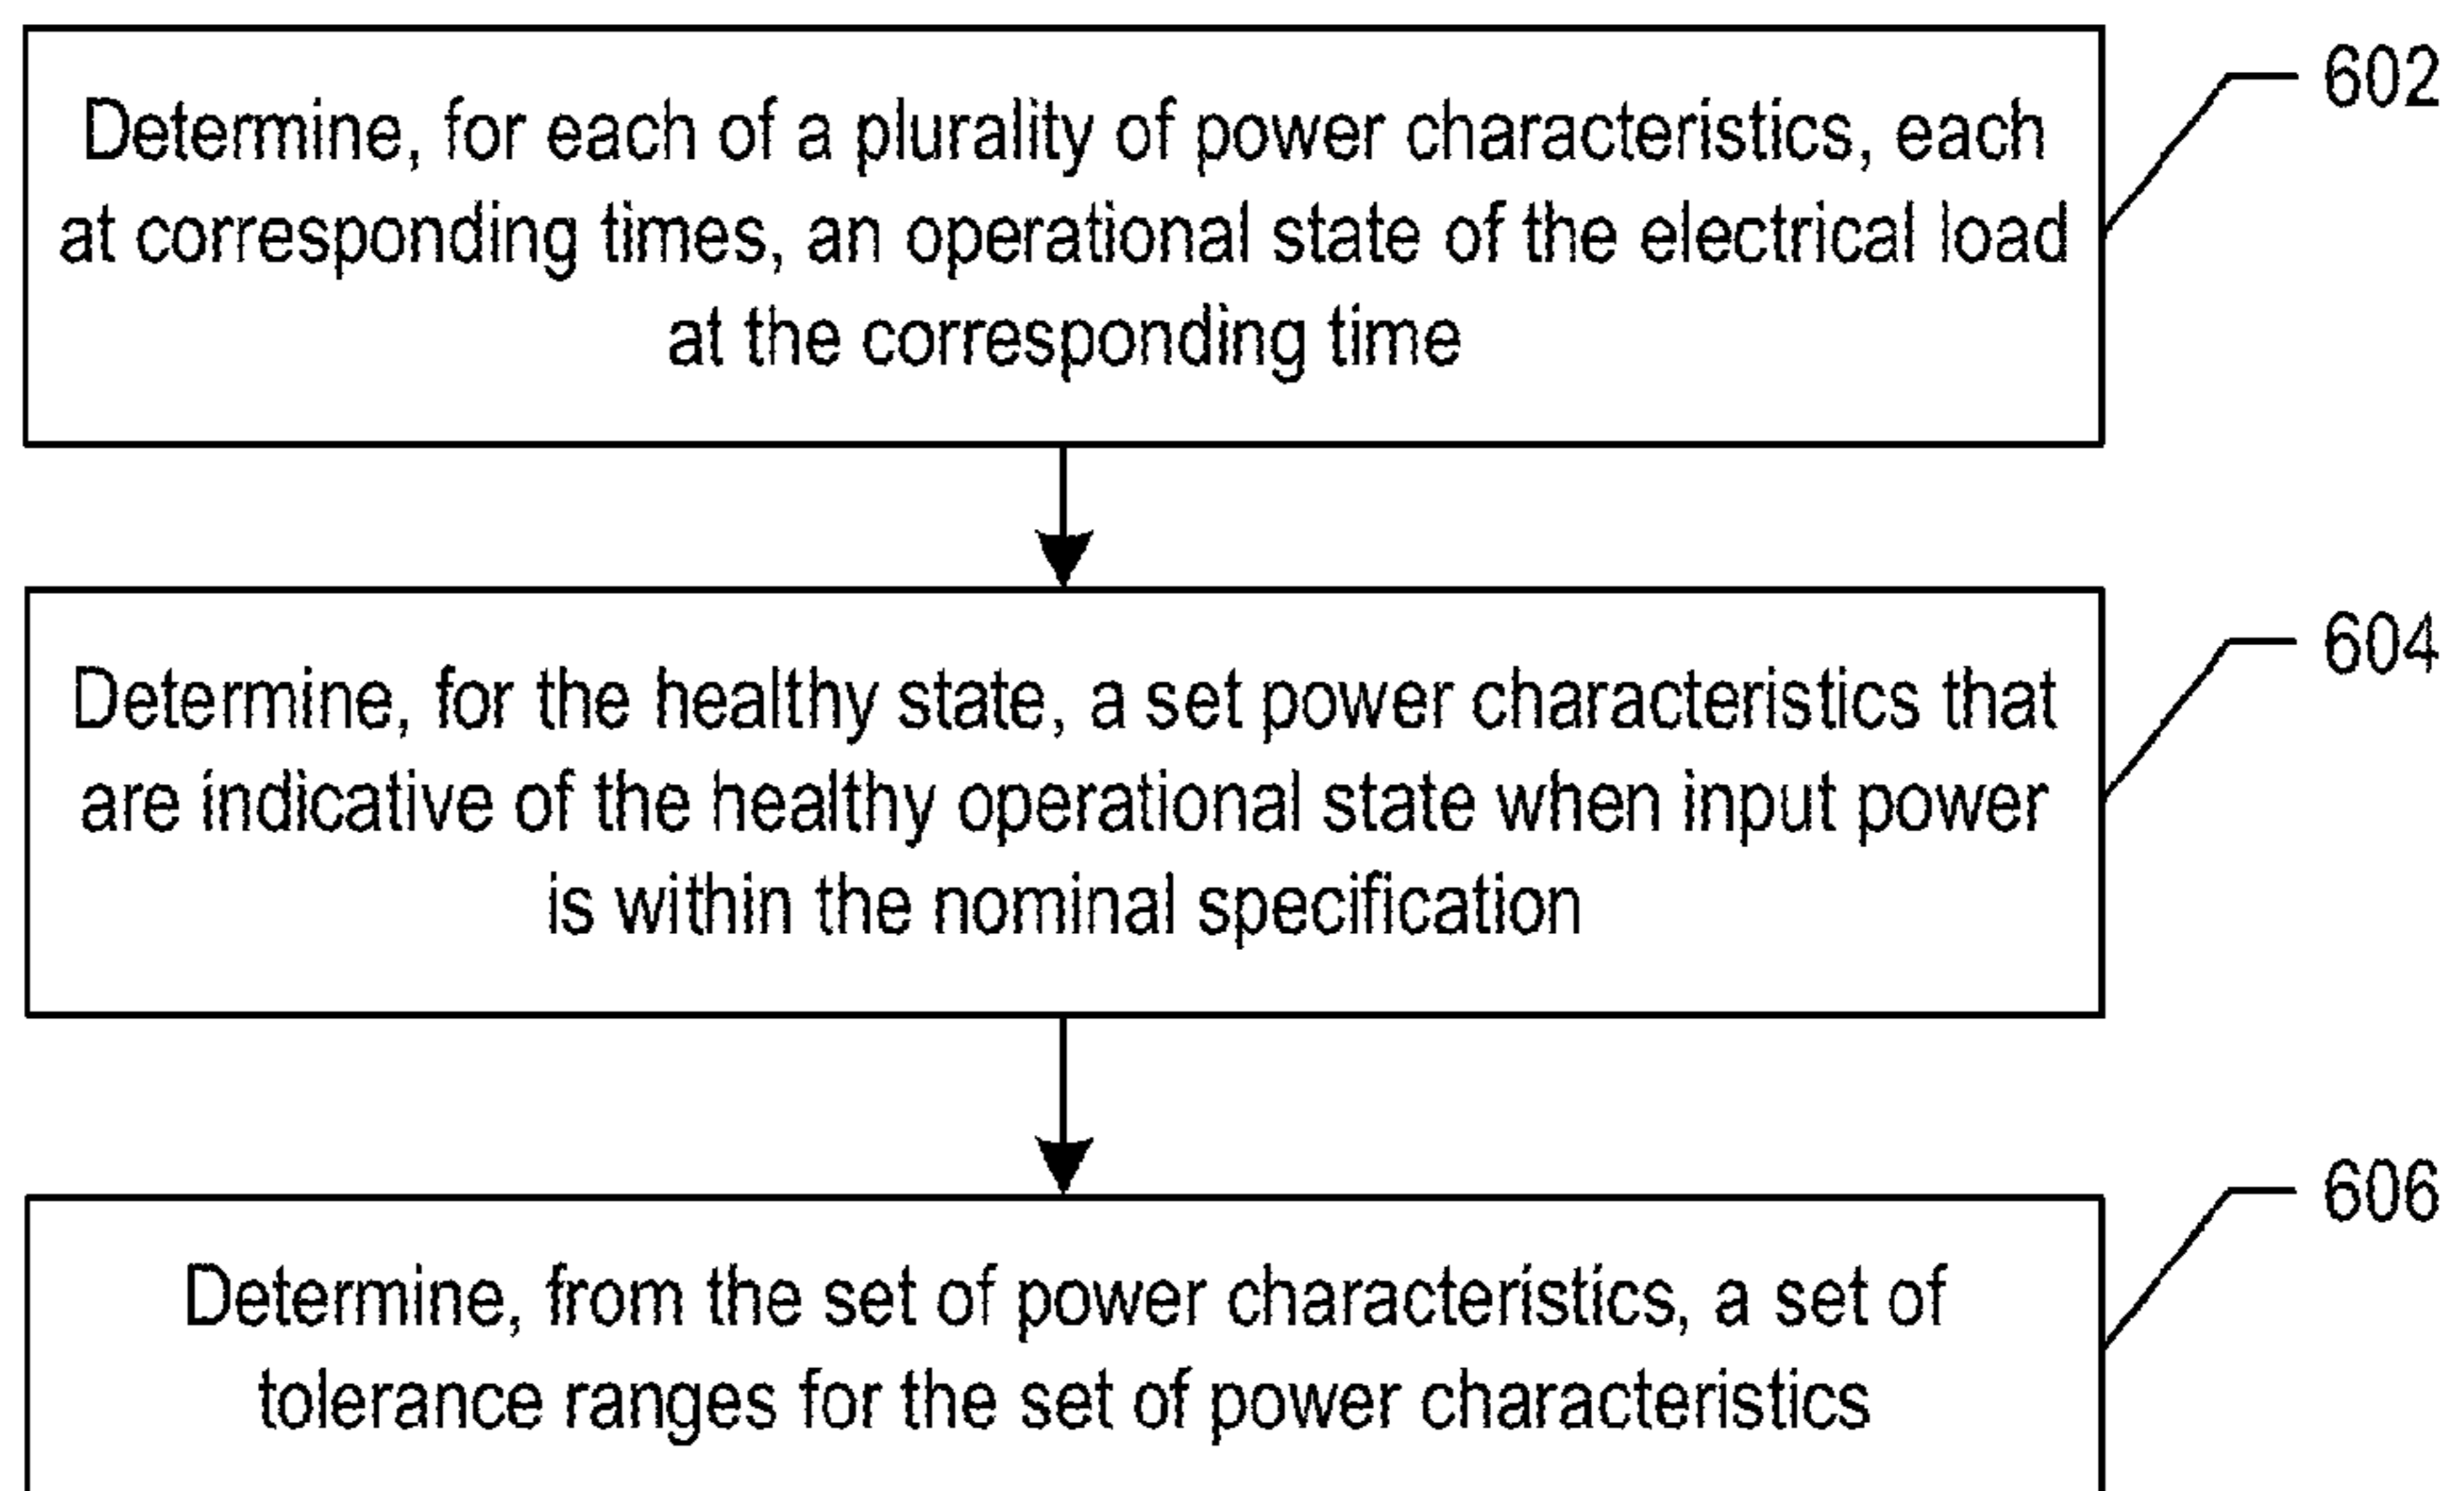 602
Determine, for each of a plurality of power characteristics, each
at corresponding times, an operational state of the electrical load
at the corresponding time
604
Determine, for the healthy state, a set power characteristics that
are indicative of the healthy operational state when input power
is within the nominal specification
606
Determine, from the set of power characteristics, a set of
tolerance ranges for the set of power characteristics